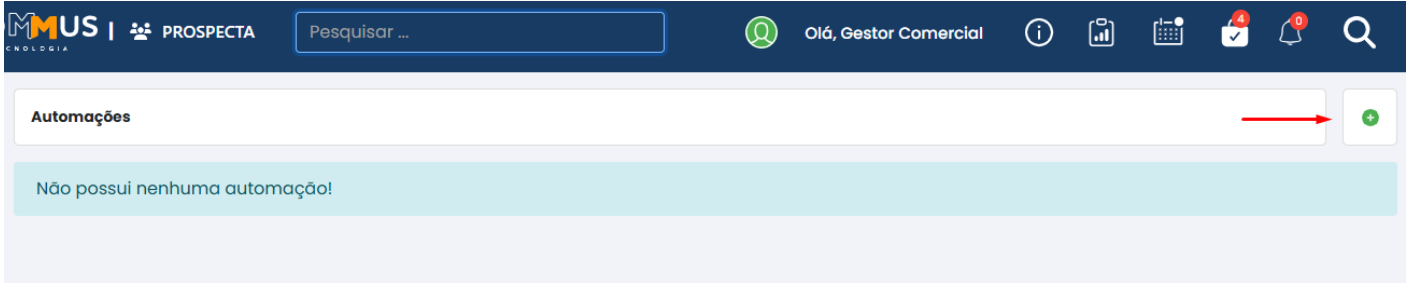 MMUS | PROSPECTA
CNOLOGIA
Pesquisar ...
Olá, Gestor Comercial
4
0
Automações
Não possui nenhuma automação!